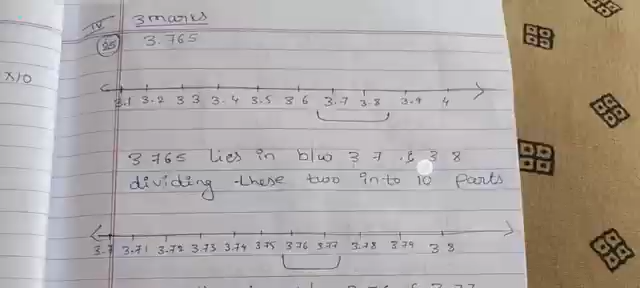 IV 3 marks
25 3.765
x10
3.1 3.2 3 3 3.4 3.5 3 6 3.7 3.8 3.9 4
3 765 lies in b/w 3 7 & 3 8
dividing these two in to 10 parts
3.7 3.71 3.72 3.73 3.74 3.75 3.76 3.77 3.78 3.79 3 8